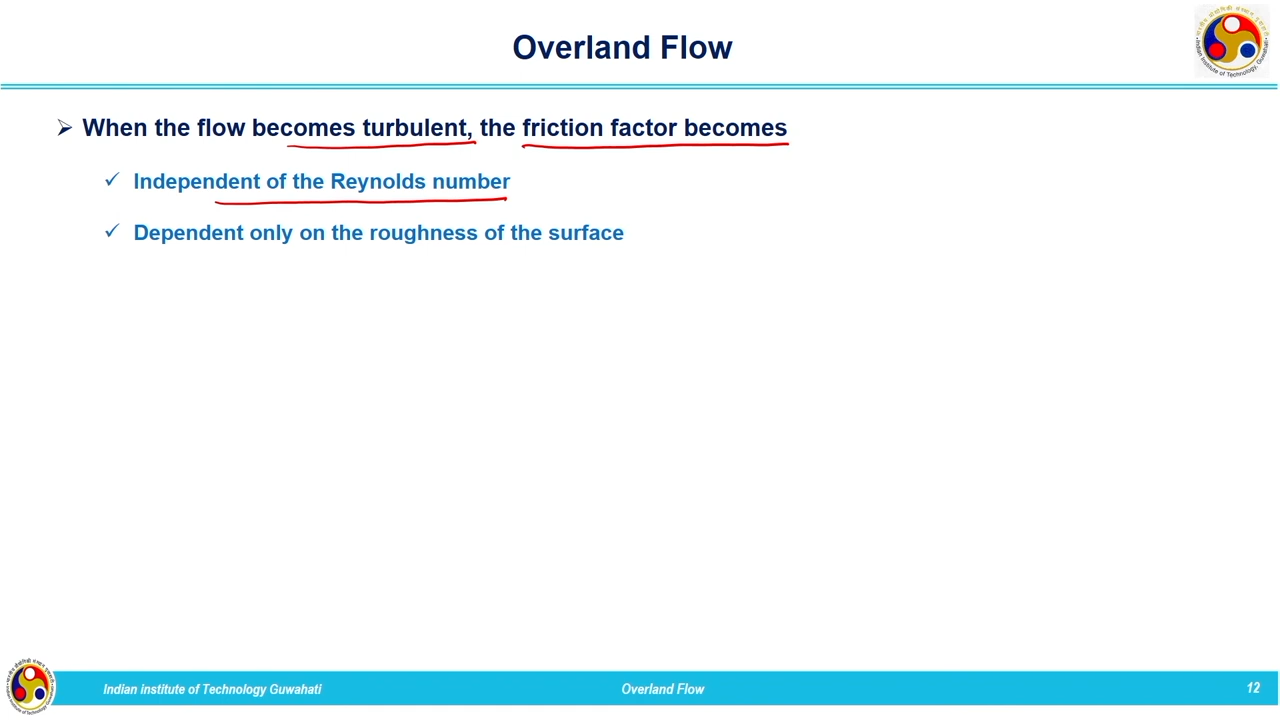 Overland Flow
When the flow becomes turbulent, the friction factor becomes
Independent of the Reynolds number
Dependent only on the roughness of the surface
Indian institute of Technology Guwahati
Overland Flow
12